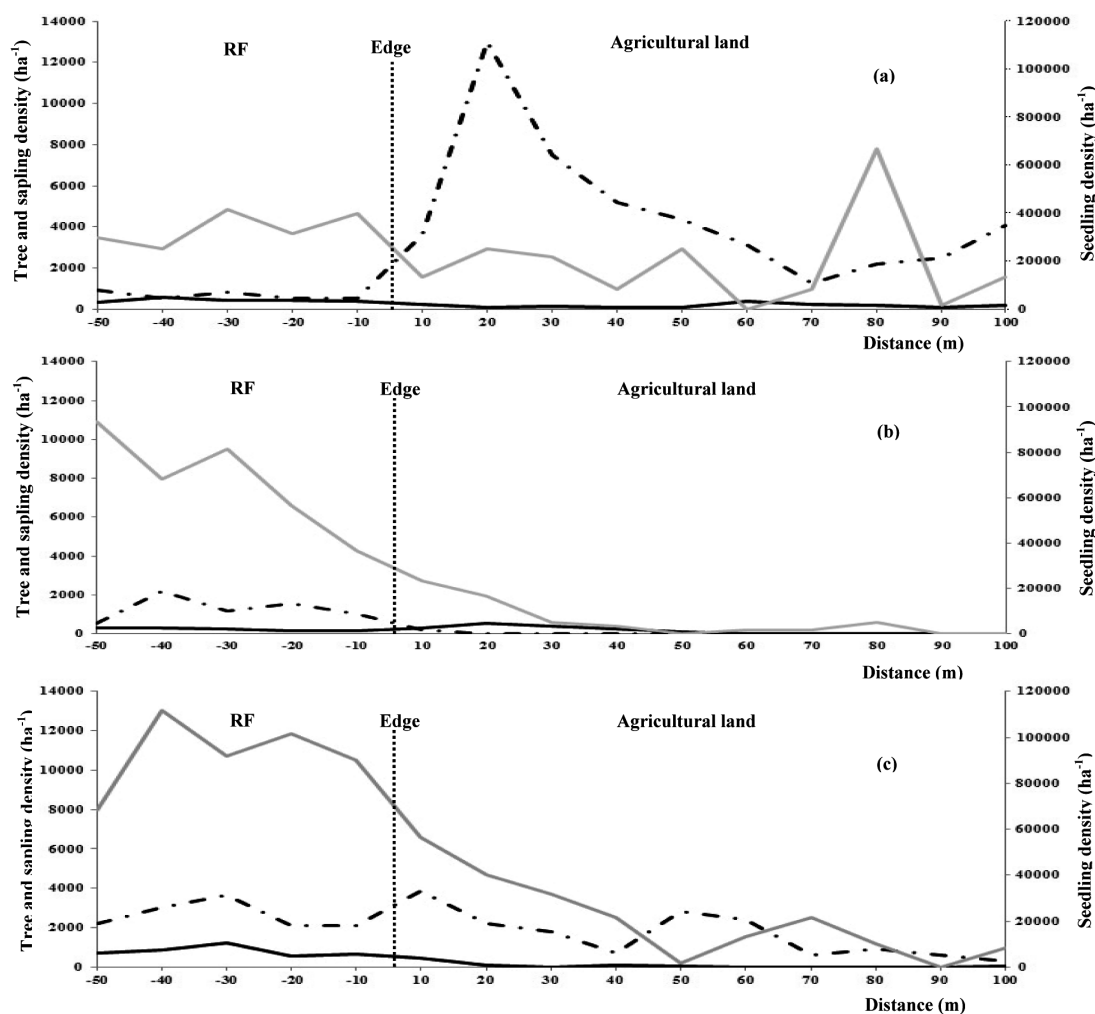 14000 120000
RF Edge Agricultural land
12000 100000
(a)
10000 80000
8000
60000
6000
40000
4000
2000 20000
0 0
-50 -40 -30 -20 -10 10 20 30 40 50 60 70 80 90 100
Distance (m)
Tree and sapling density (ha-1)
Seedling density (ha-1)
14000 120000
RF Edge Agricultural land
12000 100000
(b)
10000 80000
8000
60000
6000
40000
4000
2000 20000
0 0
-50 -40 -30 -20 -10 10 20 30 40 50 60 70 80 90 100
Distance (m)
Tree and sapling density (ha-1)
Seedling density (ha-1)
14000 120000
RF Edge Agricultural land
12000 100000
(c)
10000 80000
8000
60000
6000
40000
4000
2000 20000
0 0
-50 -40 -30 -20 -10 10 20 30 40 50 60 70 80 90 100
Distance (m)
Tree and sapling density (ha-1)
Seedling density (ha-1)